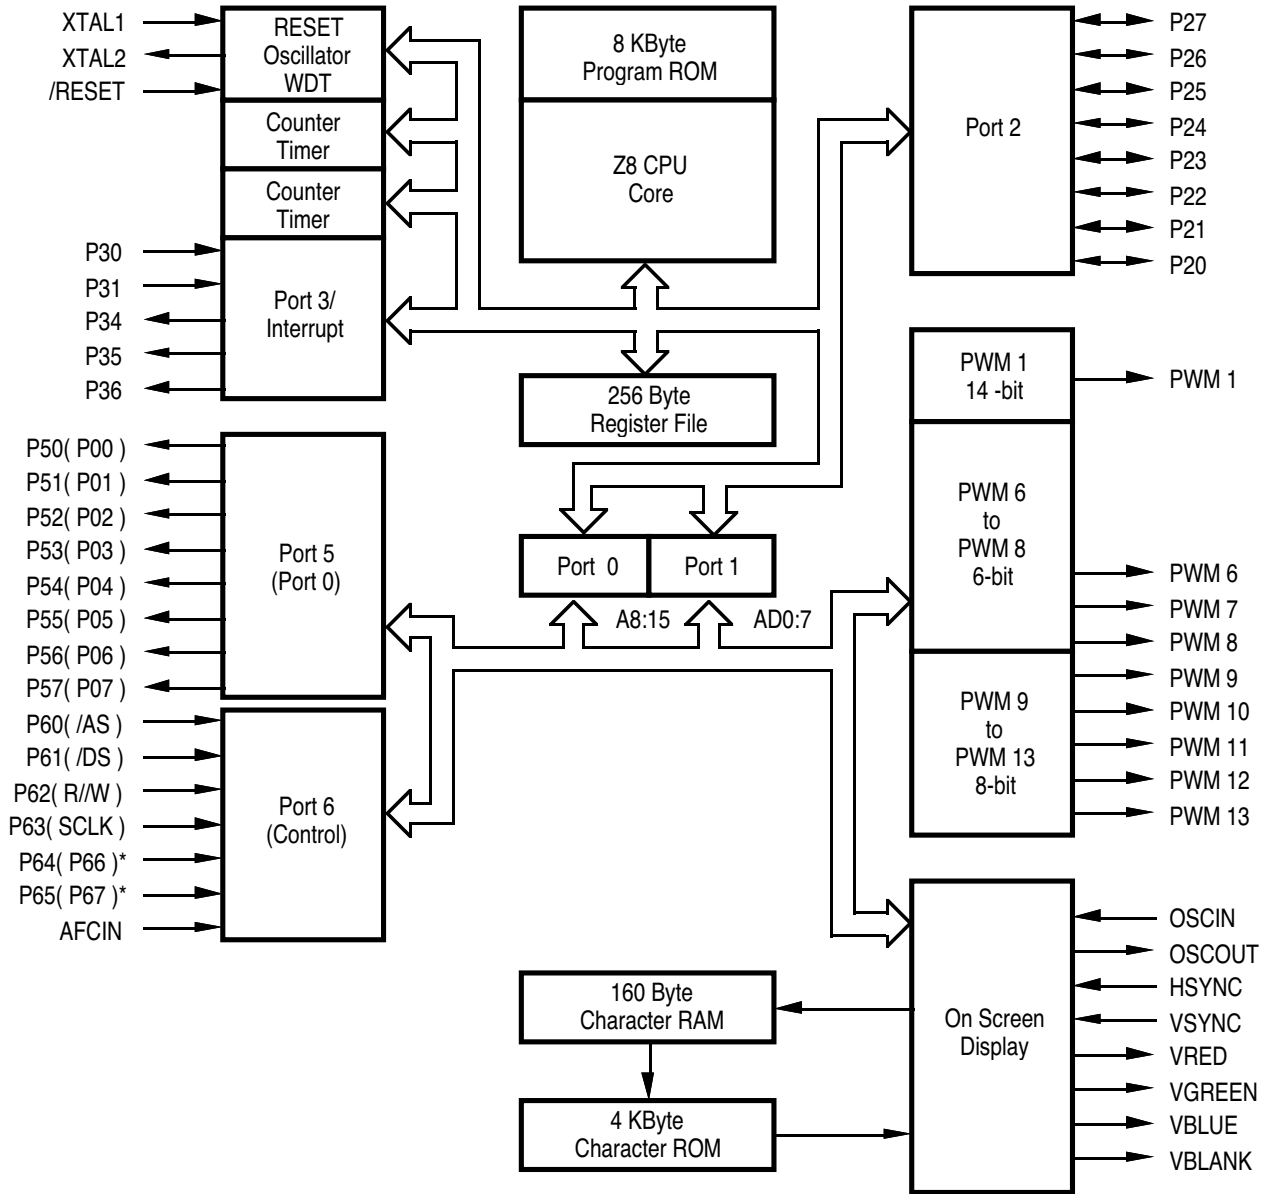 XTAL1
XTAL2
/RESET
RESET
Oscillator
WDT
Counter
Timer
Counter
Timer
P30
P31
P34
P35
P36
Port 3/
Interrupt
8 KByte
Program ROM
Z8 CPU
Core
256 Byte
Register File
Port 2
P27
P26
P25
P24
P23
P22
P21
P20
PWM 1
14 -bit
PWM 1
PWM 6
to
PWM 8
6-bit
PWM 6
PWM 7
PWM 8
PWM 9
to
PWM 13
8-bit
PWM 9
PWM 10
PWM 11
PWM 12
PWM 13
P50( P00 )
P51( P01 )
P52( P02 )
P53( P03 )
P54( P04 )
P55( P05 )
P56( P06 )
P57( P07 )
Port 5
(Port 0)
Port 0
Port 1
A8:15
AD0:7
P60( /AS )
P61( /DS )
P62( R//W )
P63( SCLK )
P64( P66 )*
P65( P67 )*
AFCIN
Port 6
(Control)
160 Byte
Character RAM
4 KByte
Character ROM
On Screen
Display
OSCIN
OSCOUT
HSYNC
VSYNC
VRED
VGREEN
VBLUE
VBLANK